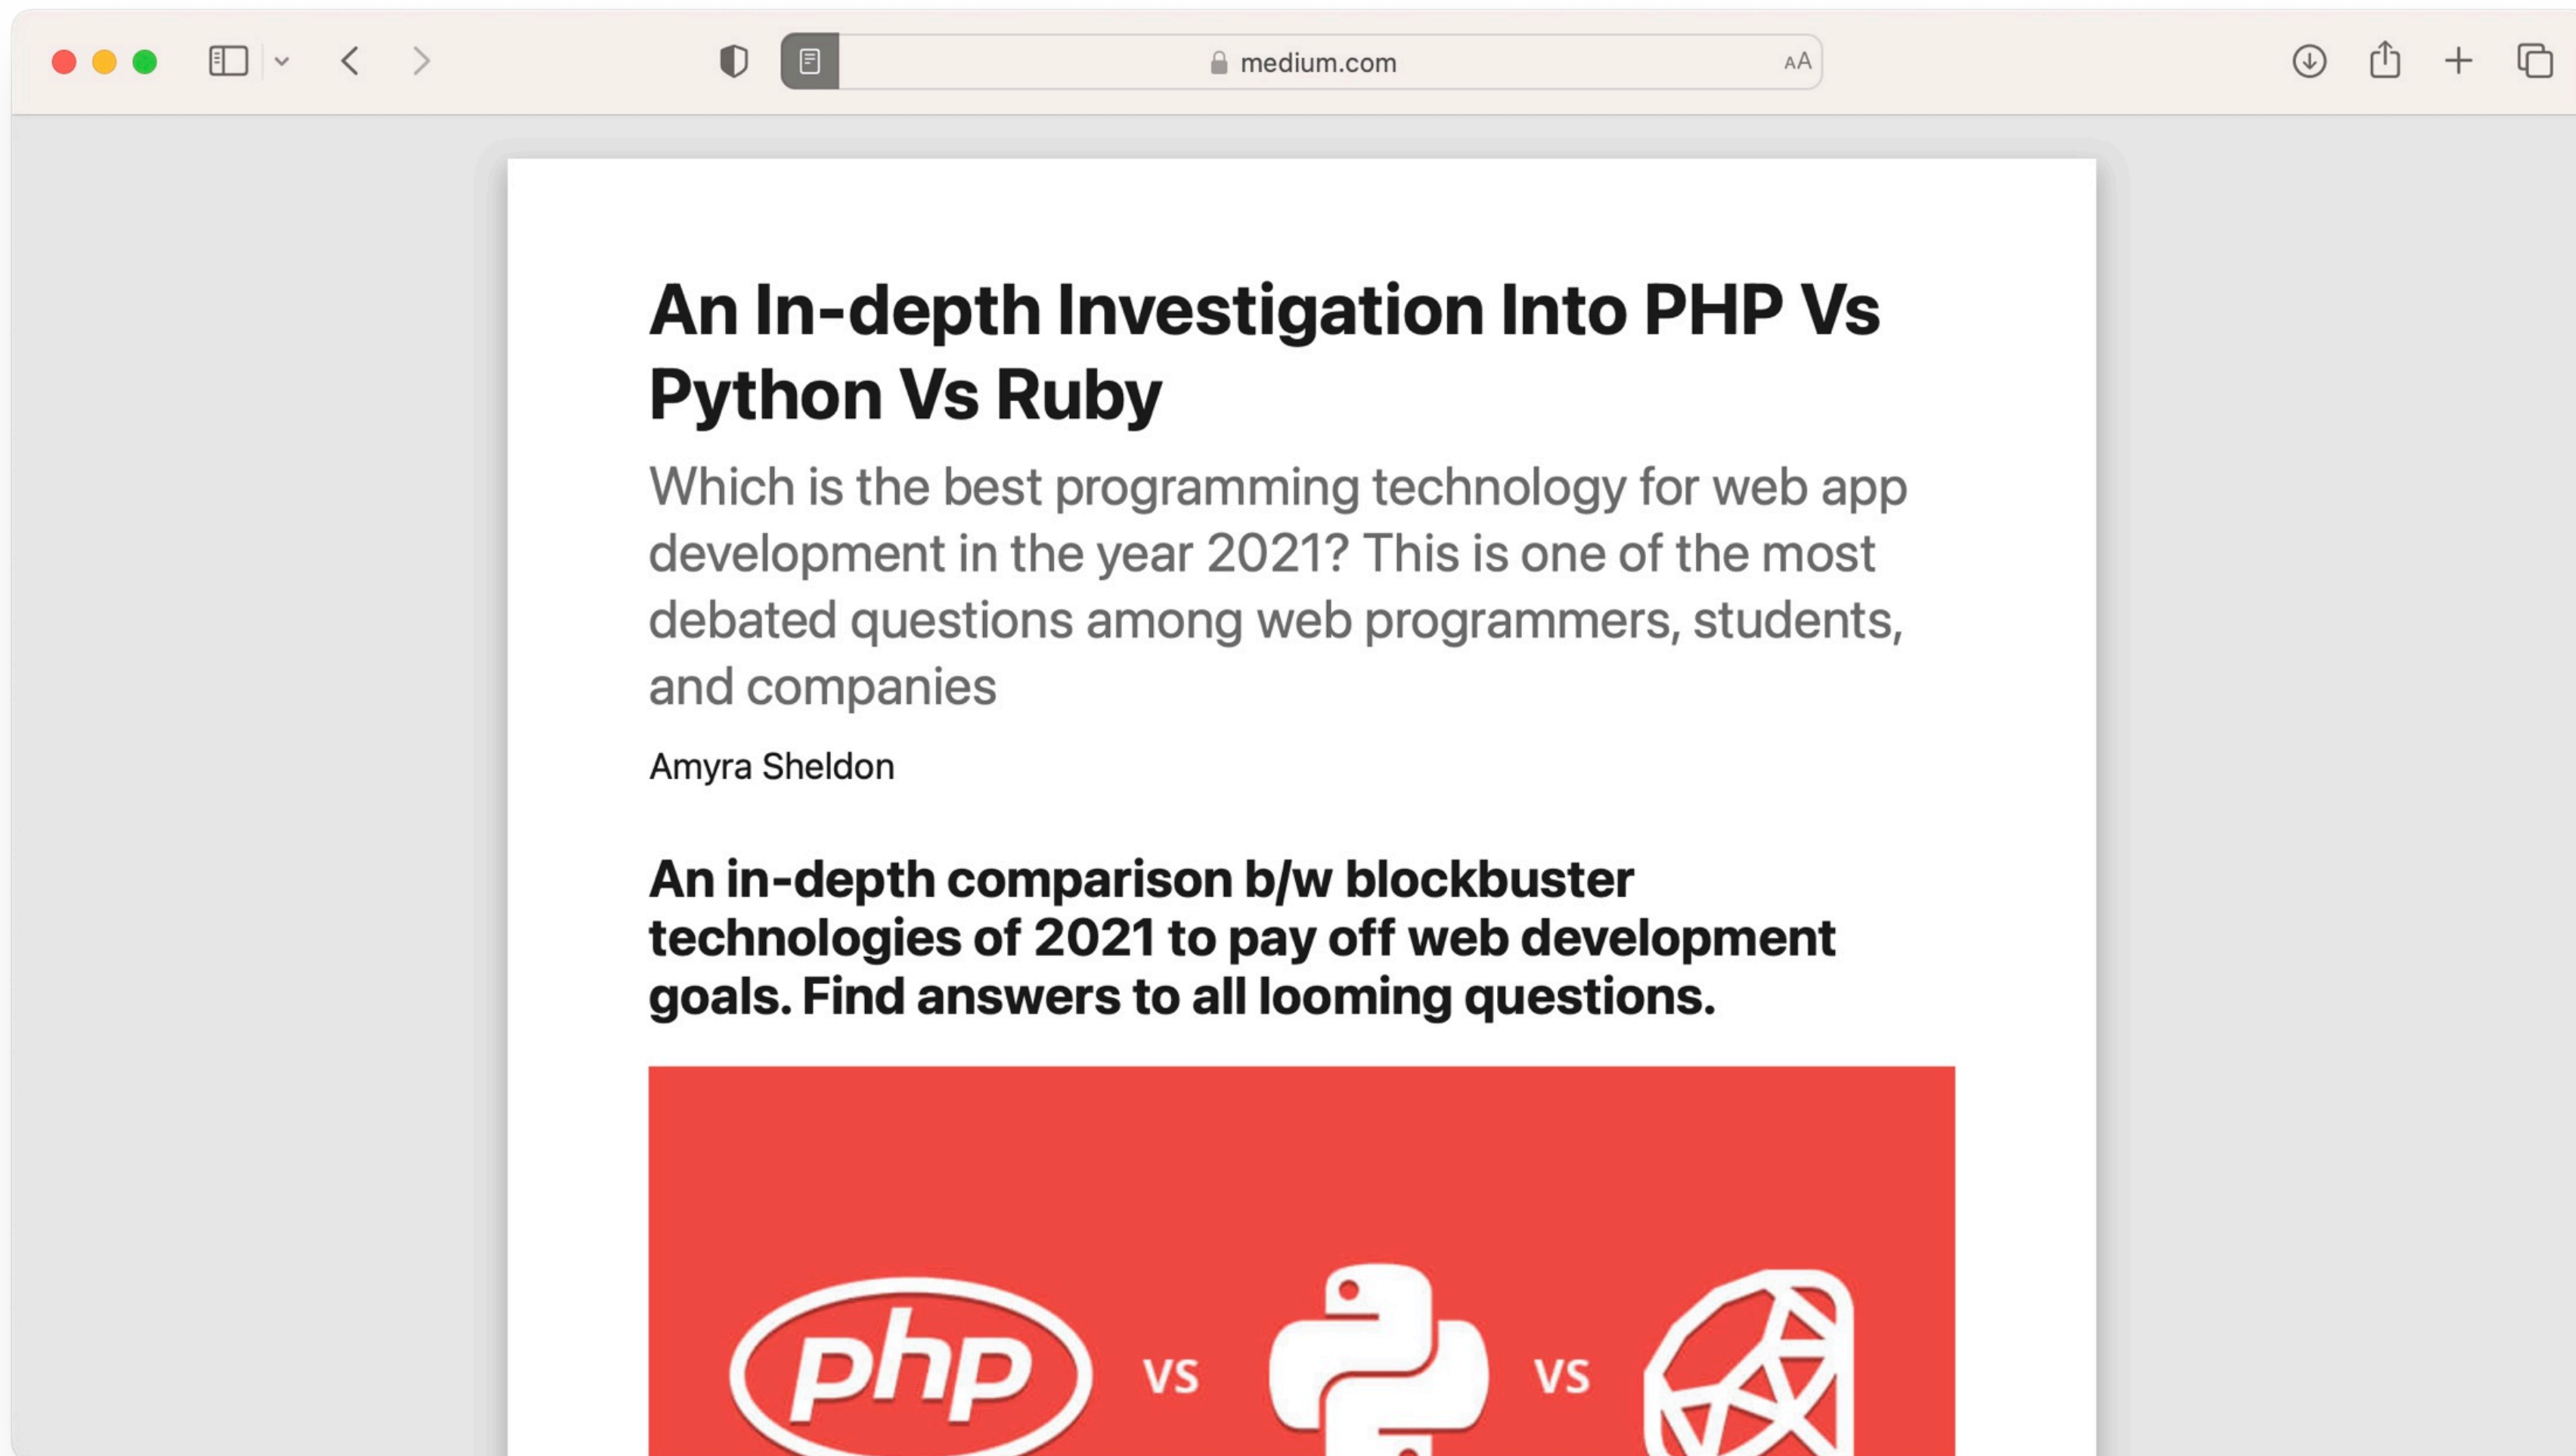 medium.com
AA
An In-depth Investigation Into PHP Vs
Python Vs Ruby
Which is the best programming technology for web app
development in the year 2021? This is one of the most
debated questions among web programmers, students,
and companies
Amyra Sheldon
An in-depth comparison b/w blockbuster
technologies of 2021 to pay off web development
goals. Find answers to all looming questions.
php vs vs